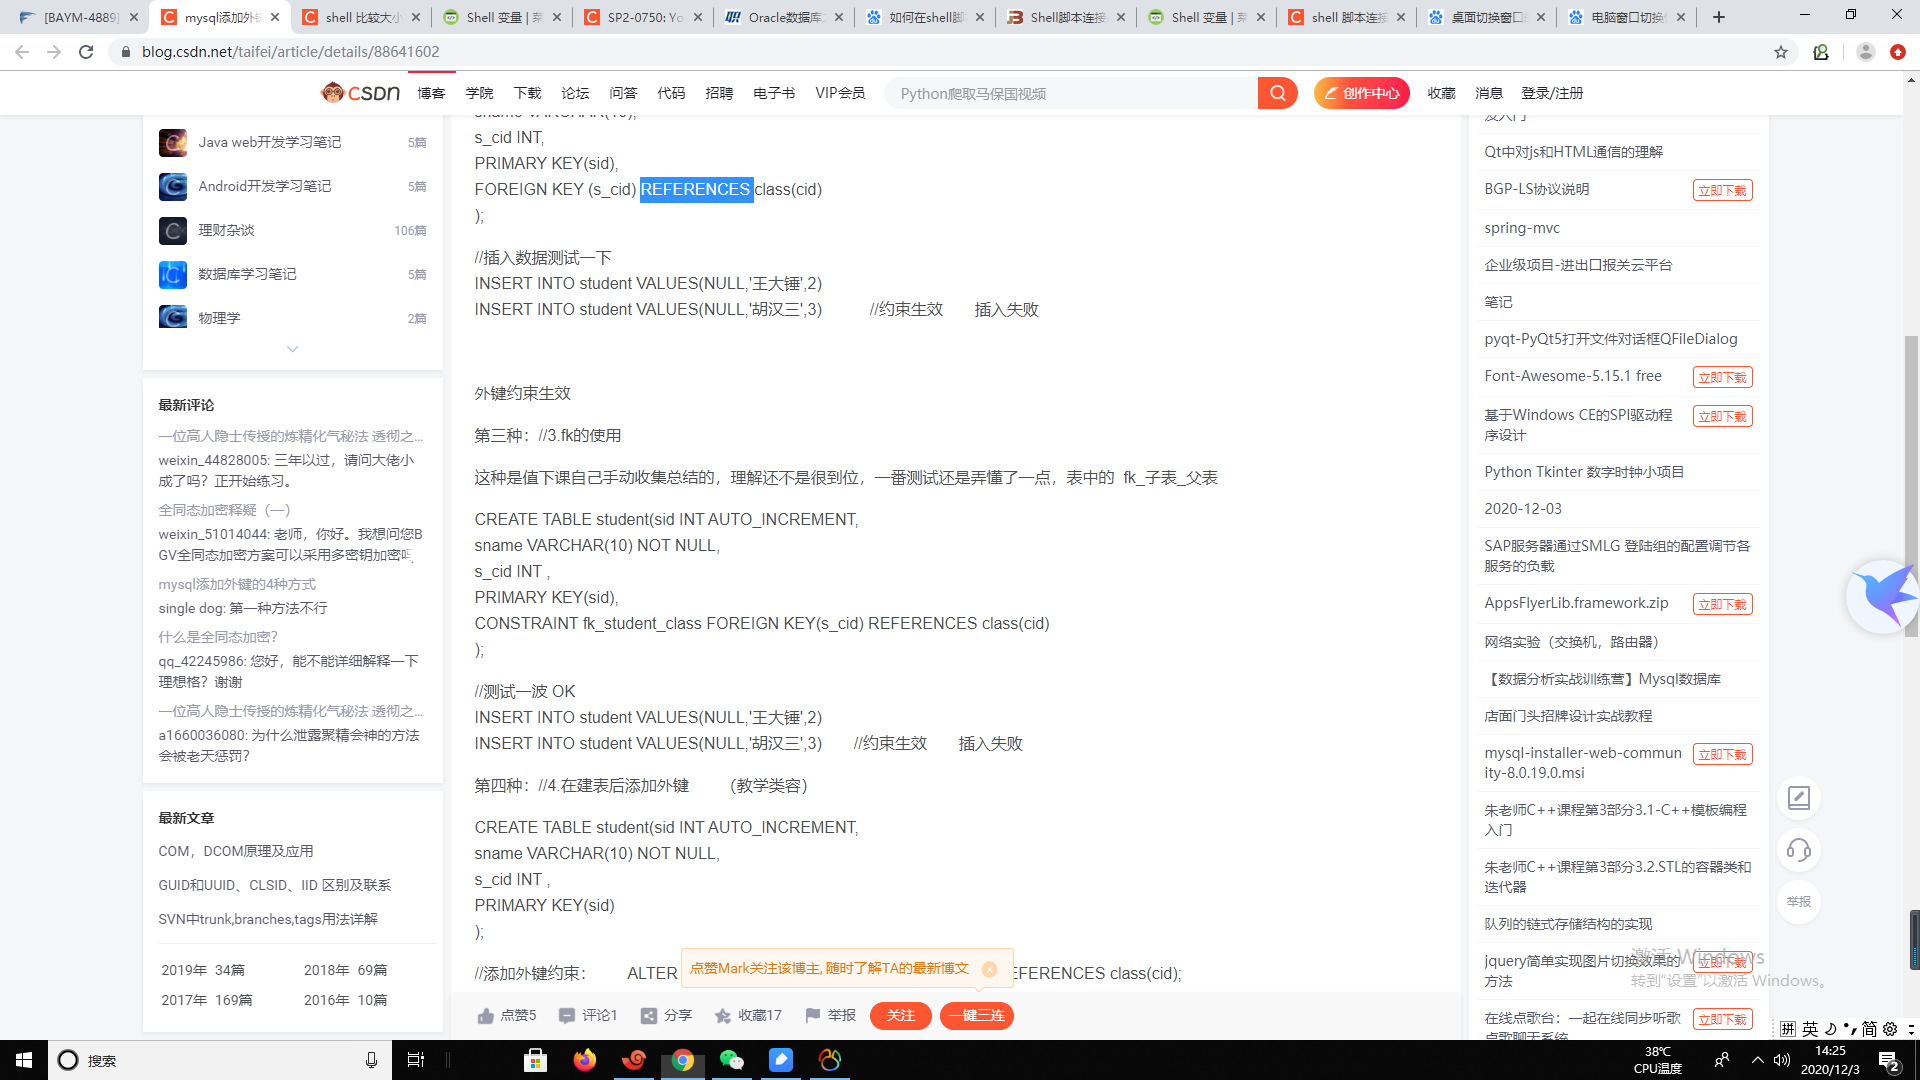 [BAYM-4889]
mysql添加外键
shell 比较大小
Shell 变量 | 菜
SP2-0750: Yo
Oracle数据库
如何在shell脚
Shell脚本连接
Shell 变量 | 菜
shell 脚本连接
桌面切换窗口
电脑窗口切换
blog.csdn.net/taifei/article/details/88641602
CSDN 博客 学院 下载 论坛 问答 代码 招聘 电子书 VIP会员 Python爬取马保国视频 创作中心 收藏 消息 登录/注册
Java web开发学习笔记 5篇
Android开发学习笔记 5篇
理财杂谈 106篇
数据库学习笔记 5篇
物理学 2篇
最新评论
一位高人隐士传授的炼精化气秘法 透彻之...
weixin_44828005: 三年以过，请问大佬小
成了吗？正开始练习。
全同态加密释疑（一）
weixin_51014044: 老师，你好。我想问您B
GV全同态加密方案可以采用多密钥加密吗
mysql添加外键的4种方式
single dog: 第一种方法不行
什么是全同态加密?
qq_42245986: 您好，能不能详细解释一下
理想格？谢谢
一位高人隐士传授的炼精化气秘法 透彻之...
a1660036080: 为什么泄露聚精会神的方法
会被老天惩罚?
最新文章
COM，DCOM原理及应用
GUID和UUID、CLSID、IID 区别及联系
SVN中trunk,branches,tags用法详解
2019年 34篇 2018年 69篇
2017年 169篇 2016年 10篇
sname VARCHAR(10),
s_cid INT,
PRIMARY KEY(sid),
FOREIGN KEY (s_cid) REFERENCES class(cid)
);
//插入数据测试一下
INSERT INTO student VALUES(NULL,'王大锤',2)
INSERT INTO student VALUES(NULL,'胡汉三',3) //约束生效 插入失败
外键约束生效
第三种：//3.fk的使用
这种是值下课自己手动收集总结的，理解还不是很到位，一番测试还是弄懂了一点，表中的 fk_子表_父表
CREATE TABLE student(sid INT AUTO_INCREMENT,
sname VARCHAR(10) NOT NULL,
s_cid INT ,
PRIMARY KEY(sid),
CONSTRAINT fk_student_class FOREIGN KEY(s_cid) REFERENCES class(cid)
);
//测试一波 OK
INSERT INTO student VALUES(NULL,'王大锤',2)
INSERT INTO student VALUES(NULL,'胡汉三',3) //约束生效 插入失败
第四种：//4.在建表后添加外键 （教学类容）
CREATE TABLE student(sid INT AUTO_INCREMENT,
sname VARCHAR(10) NOT NULL,
s_cid INT ,
PRIMARY KEY(sid)
);
//添加外键约束： ALTER EFERENCES class(cid);
点赞Mark关注该博主, 随时了解TA的最新博文
点赞5 评论1 分享 收藏17 举报 关注 一键三连
爱入门
Qt中对js和HTML通信的理解
BGP-LS协议说明 立即下载
spring-mvc
企业级项目-进出口报关云平台
笔记
pyqt-PyQt5打开文件对话框QFileDialog
Font-Awesome-5.15.1 free 立即下载
基于Windows CE的SPI驱动程 立即下载
序设计
Python Tkinter 数字时钟小项目
2020-12-03
SAP服务器通过SMLG 登陆组的配置调节各
服务的负载
AppsFlyerLib.framework.zip 立即下载
网络实验（交换机，路由器）
【数据分析实战训练营】Mysql数据库
店面门头招牌设计实战教程
mysql-installer-web-commun 立即下载
ity-8.0.19.0.msi
朱老师C++课程第3部分3.1-C++模板编程
入门
朱老师C++课程第3部分3.2.STL的容器类和
迭代器
队列的链式存储结构的实现
jquery简单实现图片切换效果的 立即下载
方法
在线点歌台：一起在线同步听歌 立即下载
点歌聊天系统
举报
激活 Windows
转到“设置”以激活 Windows。
拼 英 简
搜索
38℃
CPU温度
14:25
2020/12/3
2